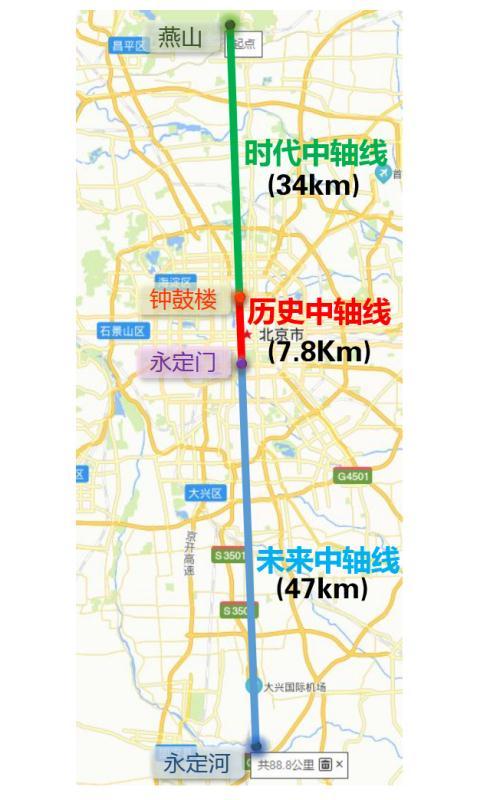 燕山
昌平区
起点
时代中轴线
(34km)
首
海淀区
钟鼓楼
历史中轴线
石景山区
北京市
(7.8Km)
永定门
G4501
大兴区
京开高速
S3501
未来中轴线
(47km)
S350
大兴国际机场
永定河
共88.8公里